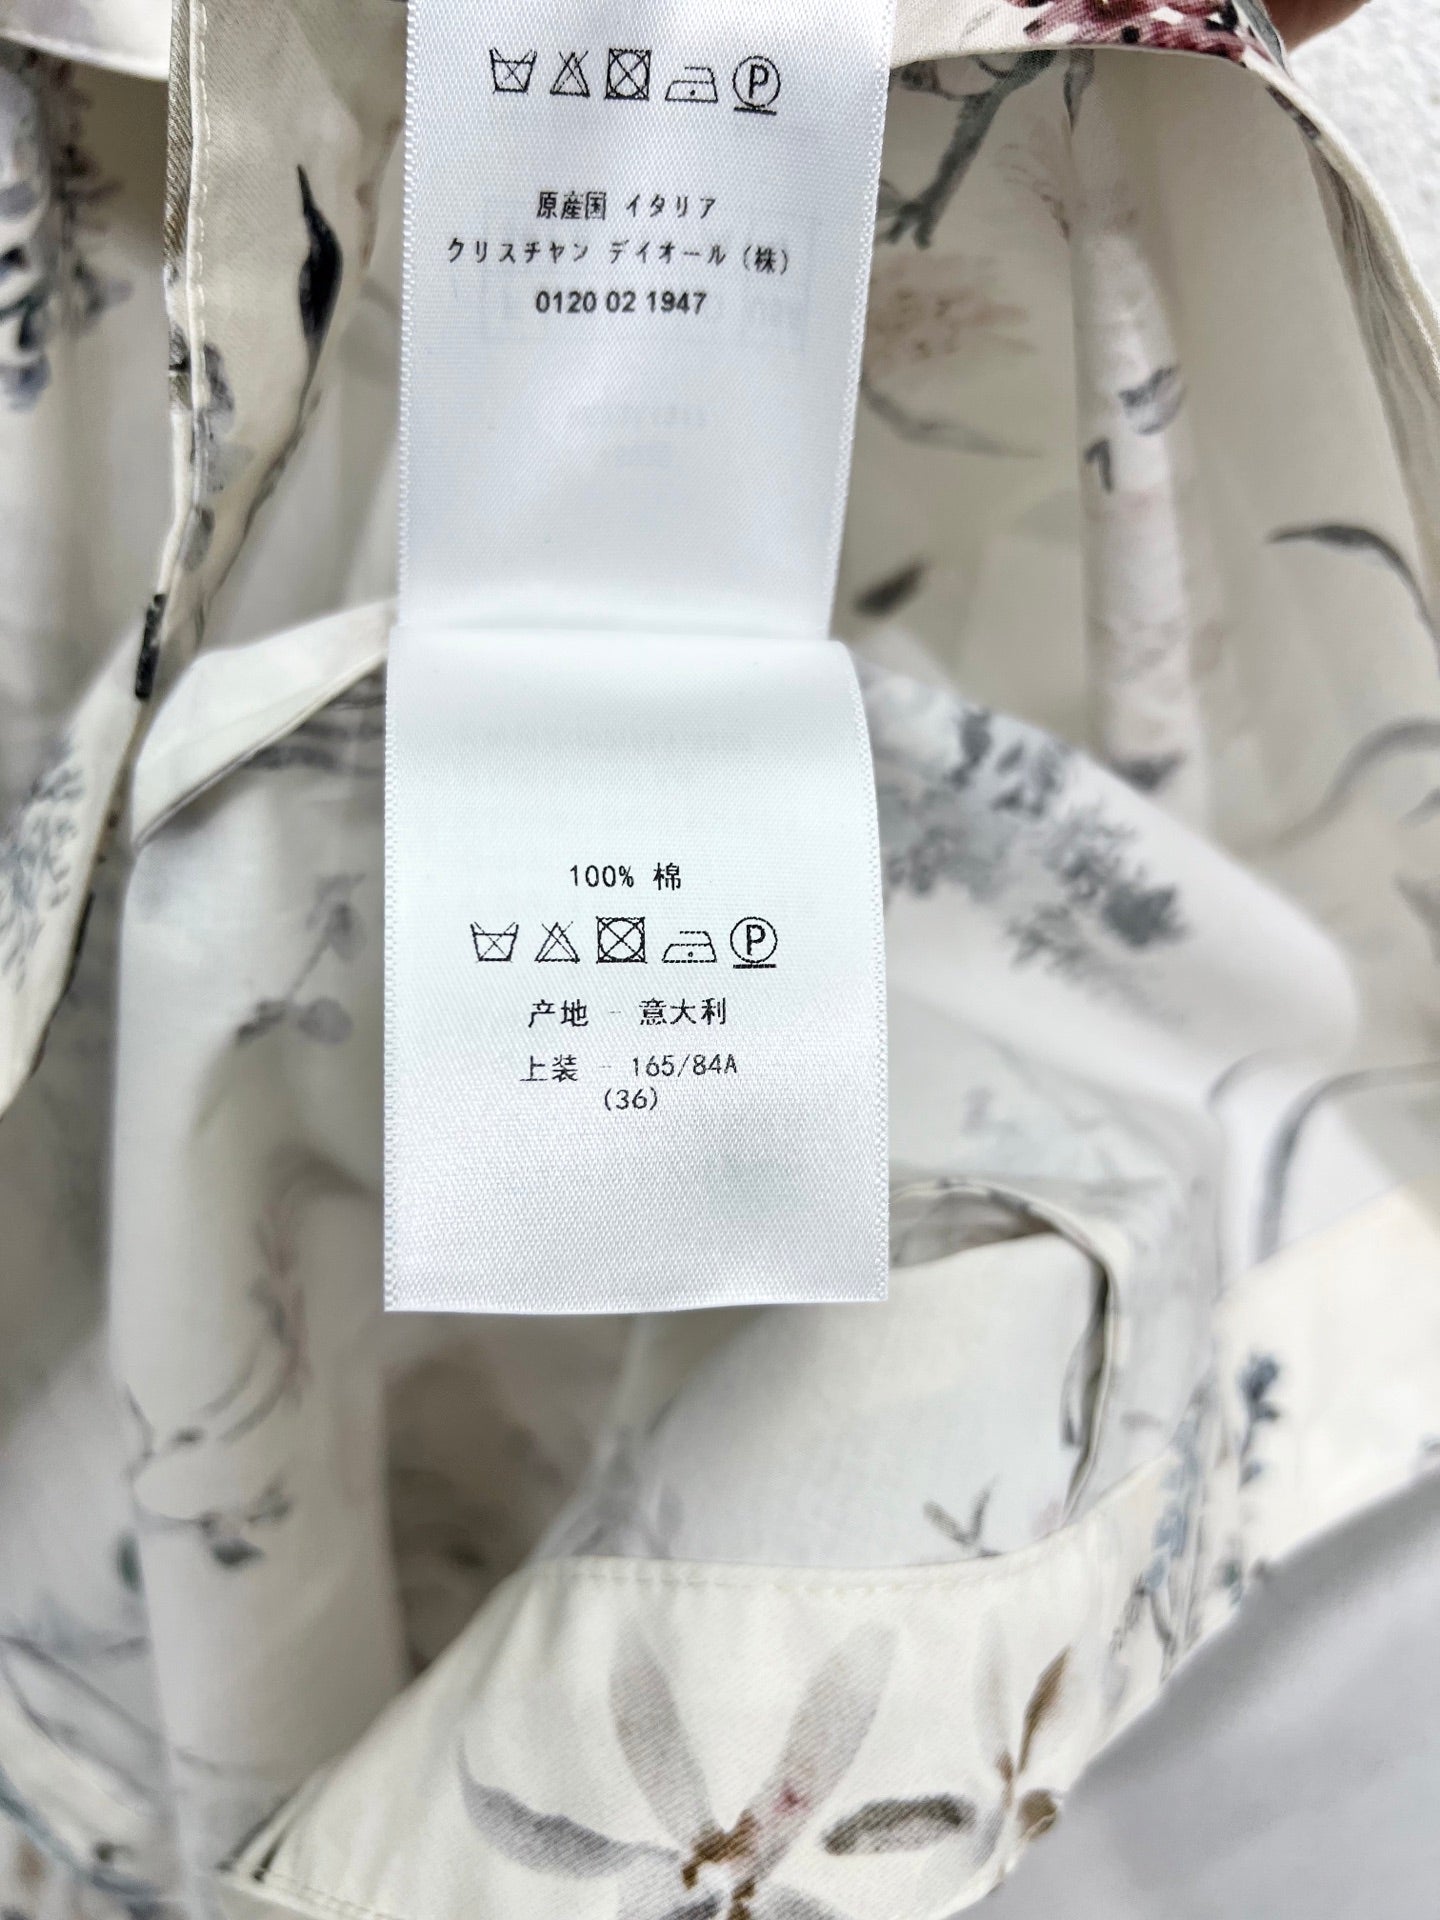 原産国 イタリア
クリスチャン デイオール (株)
0120 02 1947
100% 棉
产地 - 意大利
上装 - 165/84A
(36)